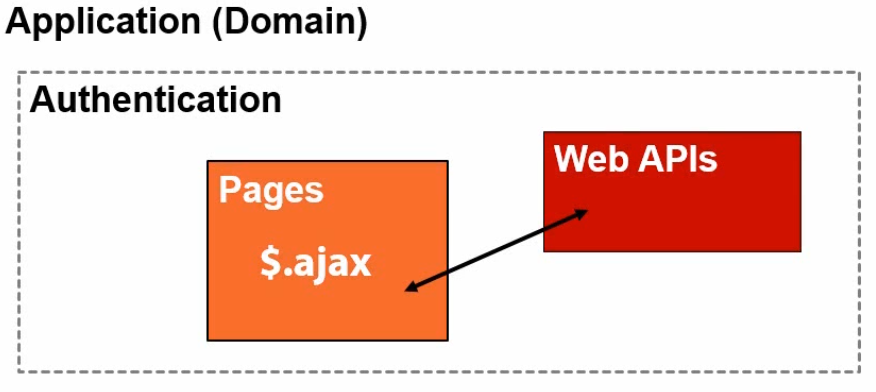 Application (Domain)
Authentication
Pages
$.ajax
Web APIs